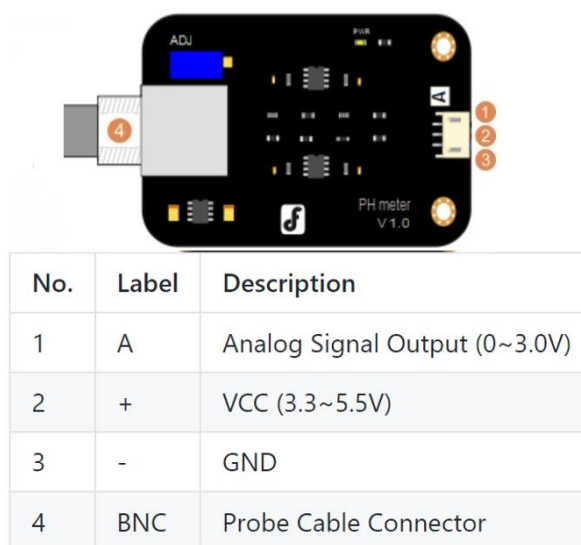 ADJ
PWR
A
1
4
2
3
PH meter
V 1.0
No. Label Description
1 A Analog Signal Output (0~3.0V)
2 + VCC (3.3~5.5V)
3 - GND
4 BNC Probe Cable Connector